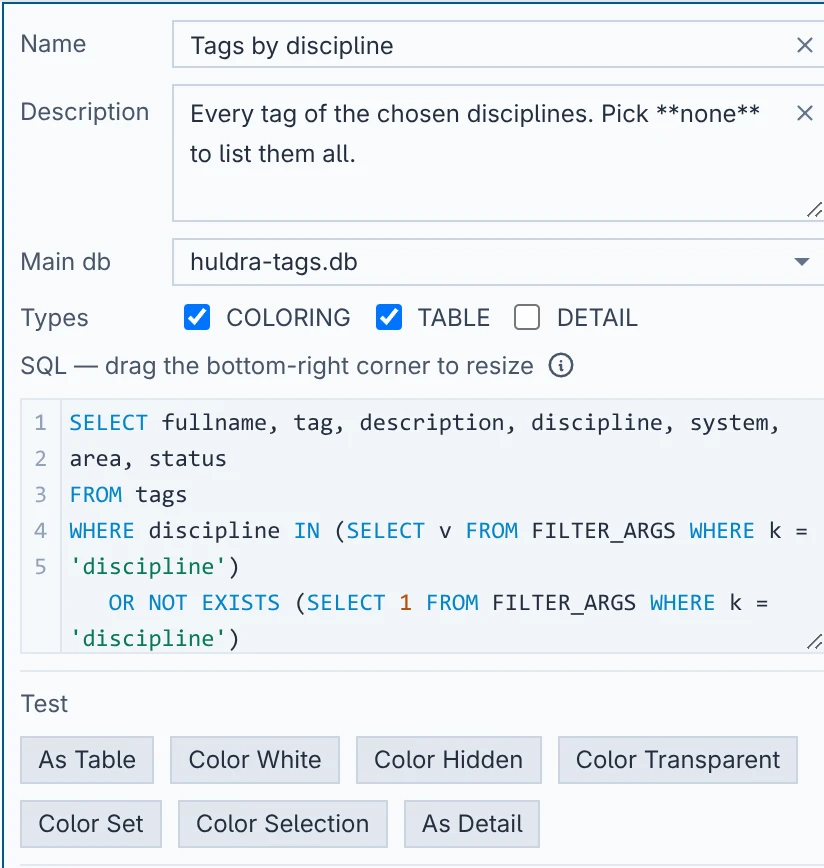 Name
Tags by discipline
Description
Every tag of the chosen disciplines. Pick **none**
to list them all.
Main db
huldra-tags.db
Types
COLORING
TABLE
DETAIL
SQL — drag the bottom-right corner to resize
1 SELECT fullname, tag, description, discipline, system,
2 area, status
3 FROM tags
4 WHERE discipline IN (SELECT v FROM FILTER_ARGS WHERE k =
5 'discipline')
OR NOT EXISTS (SELECT 1 FROM FILTER_ARGS WHERE k =
'discipline')
Test
As Table
Color White
Color Hidden
Color Transparent
Color Set
Color Selection
As Detail